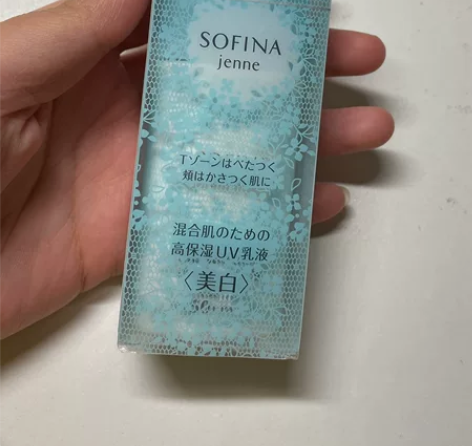 SOFINA
jenne
Tゾーンはべたつく
頬はかさつく肌に
混合肌のための
高保湿UV乳液
〈美白〉